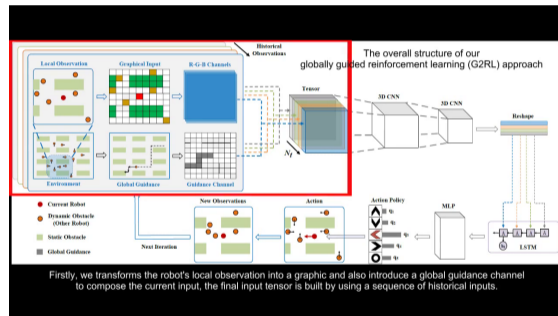 Historical
Observations
The overall structure of our
globally guided reinforcement learning (G2RL) approach
Local Observation
Graphical Input
R-G-B Channels
Tensor
3D CNN
3D CNN
Reshape
Environment
Global Guidance
Guidance Channel
Nt
Current Robot
Dynamic Obstacle
(Other Robot)
Static Obstacle
Global Guidance
New Observations
Action
Action Policy
MLP
LSTM
Next Iteration
Firstly, we transforms the robot's local observation into a graphic and also introduce a global guidance channel
to compose the current input, the final input tensor is built by using a sequence of historical inputs.